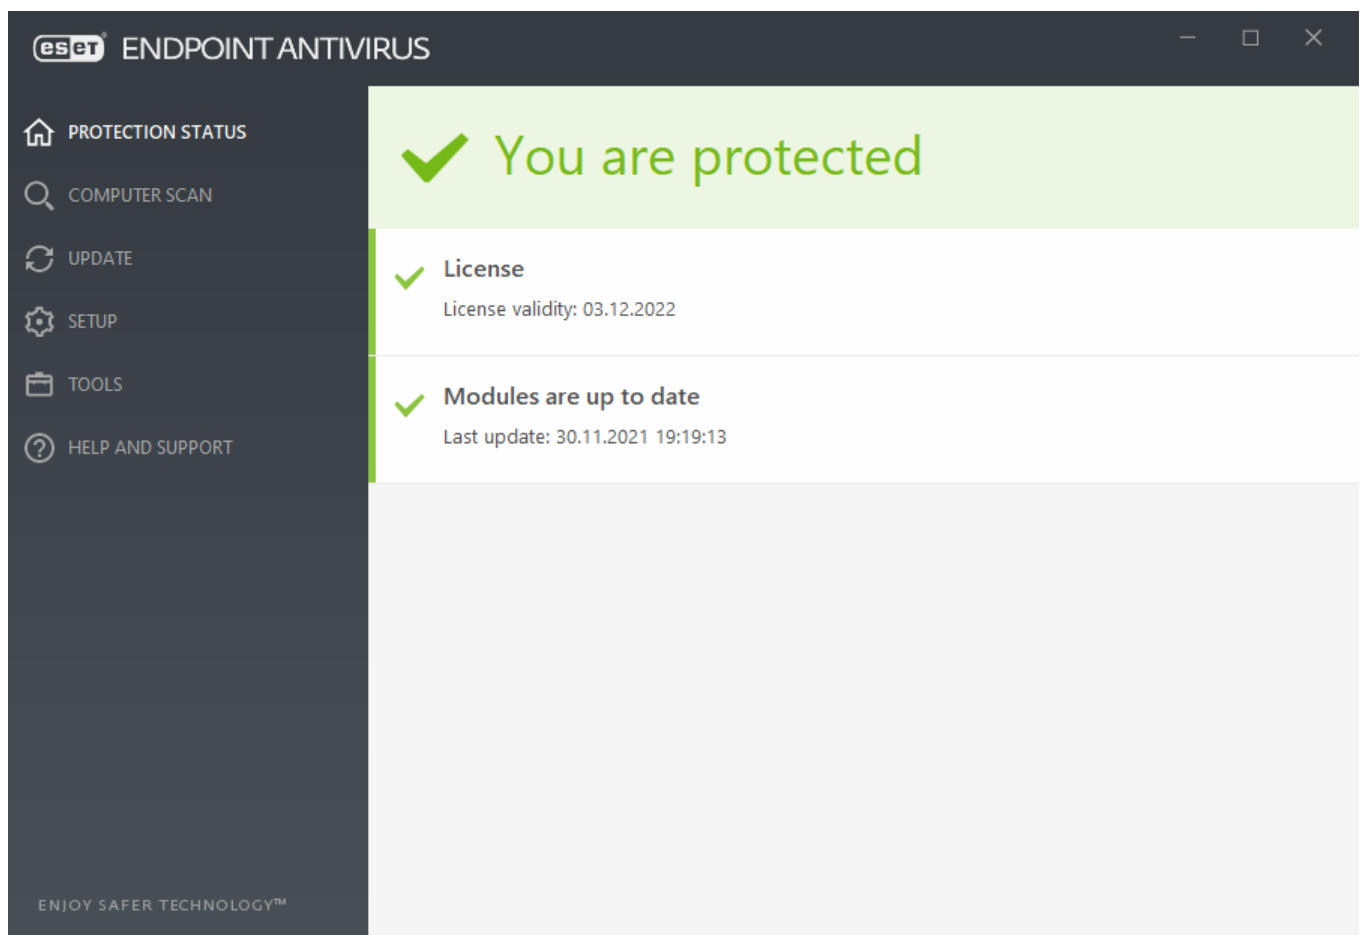 eset ENDPOINT ANTIVIRUS
PROTECTION STATUS
COMPUTER SCAN
UPDATE
SETUP
TOOLS
HELP AND SUPPORT
ENJOY SAFER TECHNOLOGY™
You are protected
License
License validity: 03.12.2022
Modules are up to date
Last update: 30.11.2021 19:19:13